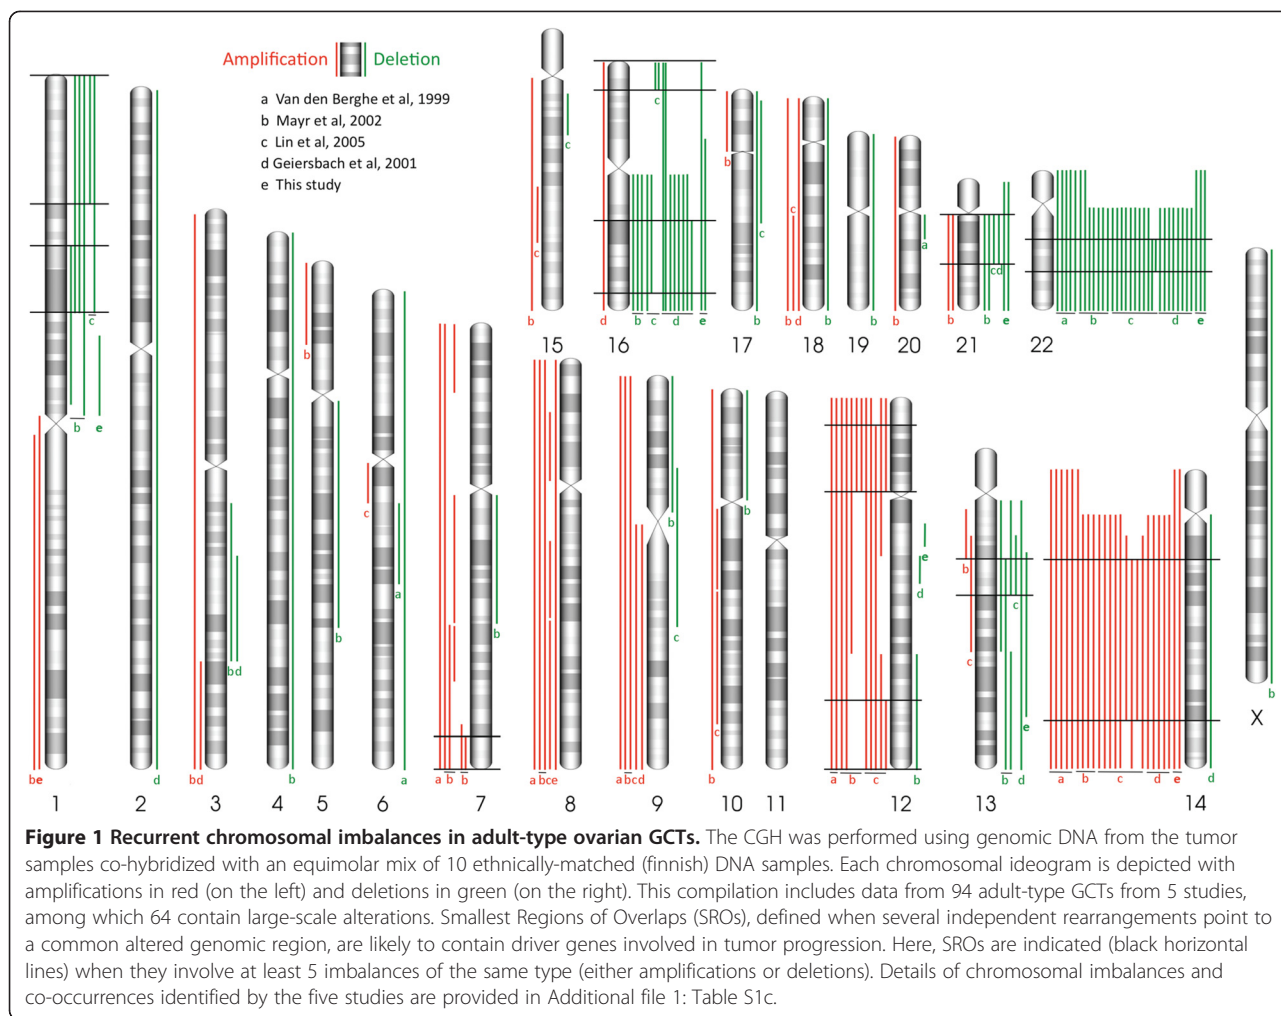 Amplification Deletion
a Van den Berghe et al, 1999
b Mayr et al, 2002
c Lin et al, 2005
d Geiersbach et al, 2001
e This study
c
b
e
be
1
d
2
bd
bd
3
b
4
b
b
5
c
a
a
6
b
a b b
7
a bce
8
b
c
a bcd
9
b
c
b
10
11
e
d
a b c b
12
b
c
c
e
b d
13
a b c d e d
14
c
c
b
15
c
d b c d e
16
b
c
b
17
c
b d b
18
b
19
a
b
20
cd
b b e
21
a b c d e
22
b
X
Figure 1 Recurrent chromosomal imbalances in adult-type ovarian GCTs. The CGH was performed using genomic DNA from the tumor
samples co-hybridized with an equimolar mix of 10 ethnically-matched (finnish) DNA samples. Each chromosomal ideogram is depicted with
amplifications in red (on the left) and deletions in green (on the right). This compilation includes data from 94 adult-type GCTs from 5 studies,
among which 64 contain large-scale alterations. Smallest Regions of Overlaps (SROs), defined when several independent rearrangements point to
a common altered genomic region, are likely to contain driver genes involved in tumor progression. Here, SROs are indicated (black horizontal
lines) when they involve at least 5 imbalances of the same type (either amplifications or deletions). Details of chromosomal imbalances and
co-occurrences identified by the five studies are provided in Additional file 1: Table S1c.